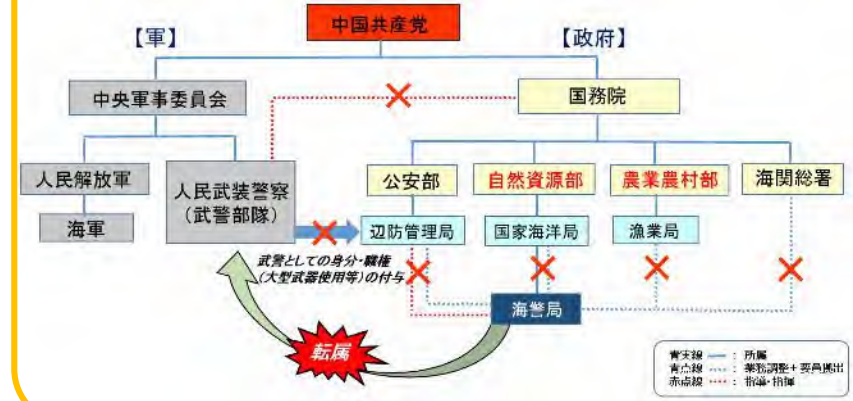 中国共産党
【軍】
【政府】
中央軍事委員会
国務院
人民解放軍
人民武装警察
(武警部隊)
公安部
自然資源部
農業農村部
海関総署
海軍
辺防管理局
国家海洋局
漁業局
武警としての身分・職権
(大型武器使用等)の付与
海警局
転属
青実線 ── : 所属
青点線 ┈┈ : 業務調整+要員拠出
赤点線 ┈┈ : 指導・指揮